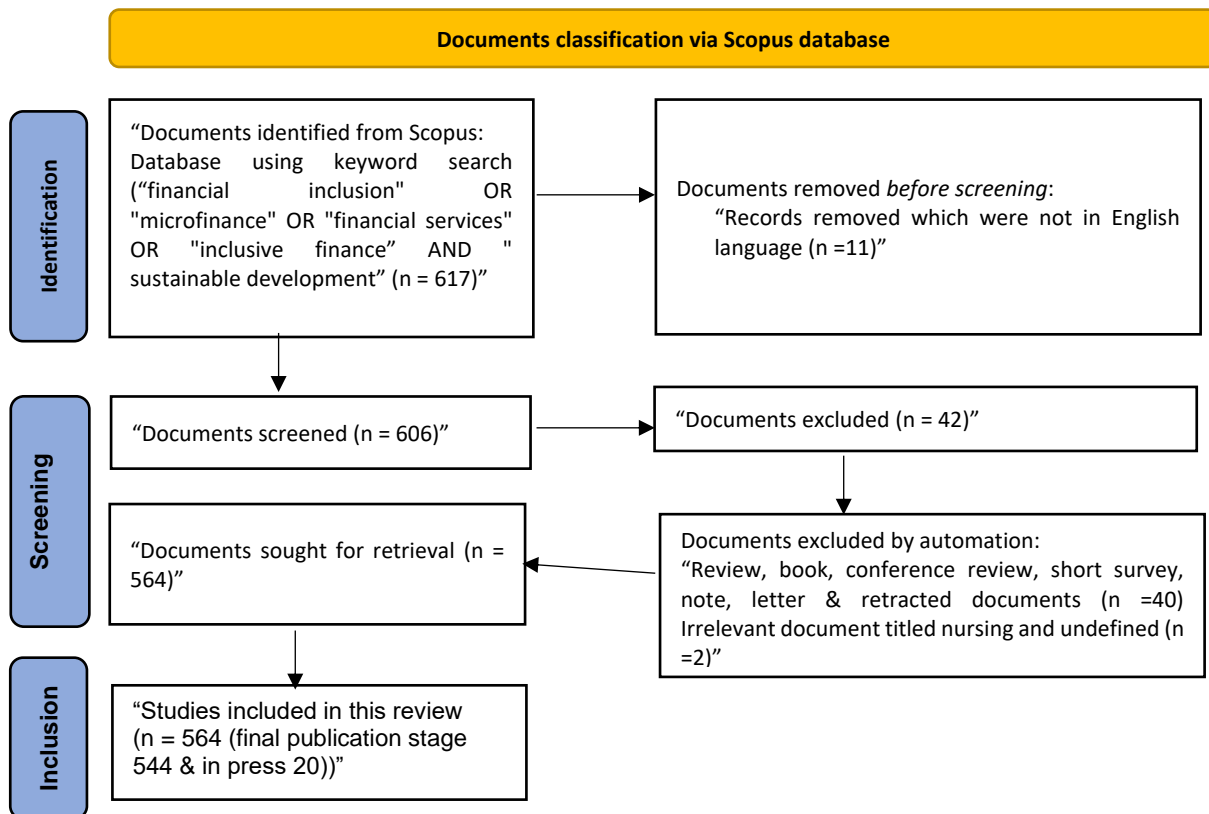 Documents classification via Scopus database
Identification
“Documents identified from Scopus:
Database using keyword search
(“financial inclusion" OR
"microfinance" OR "financial services"
OR "inclusive finance” AND "
sustainable development” (n = 617)”
Documents removed before screening:
“Records removed which were not in English
language (n =11)”
Screening
“Documents screened (n = 606)”
“Documents excluded (n = 42)”
“Documents sought for retrieval (n =
564)”
Documents excluded by automation:
“Review, book, conference review, short survey,
note, letter & retracted documents (n =40)
Irrelevant document titled nursing and undefined (n
=2)”
Inclusion
“Studies included in this review
(n = 564 (final publication stage
544 & in press 20))”